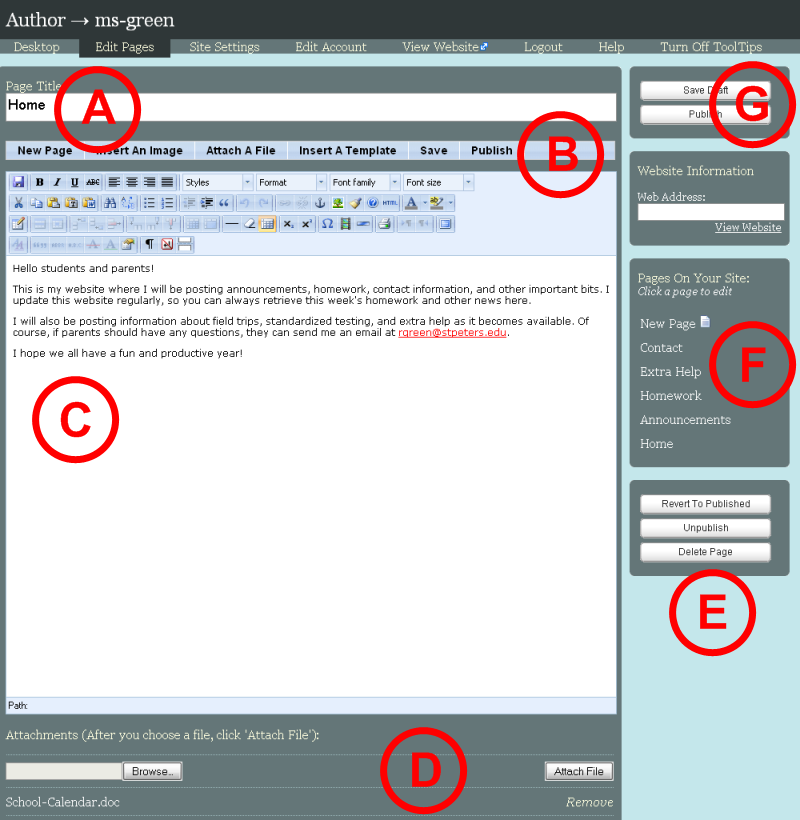 Author → ms-green
Desktop Edit Pages Site Settings Edit Account View Website Logout Help Turn Off ToolTips
Page Title
Home
A
New Page Insert An Image Attach A File Insert A Template Save Publish
B
B I U ABC Styles Format Font family Font size
HTML
Hello students and parents!
This is my website where I will be posting announcements, homework, contact information, and other important bits. I
update this website regularly, so you can always retrieve this week's homework and other news here.
I will also be posting information about field trips, standardized testing, and extra help as it becomes available. Of
course, if parents should have any questions, they can send me an email at rgreen@stpeters.edu.
I hope we all have a fun and productive year!
C
Path:
Attachments (After you choose a file, click 'Attach File'):
Browse... Attach File
D
School-Calendar.doc Remove
Save Draft
Publish
G
Website Information
Web Address:
View Website
Pages On Your Site:
Click a page to edit
New Page
Contact
Extra Help
F
Homework
Announcements
Home
Revert To Published
Unpublish
Delete Page
E